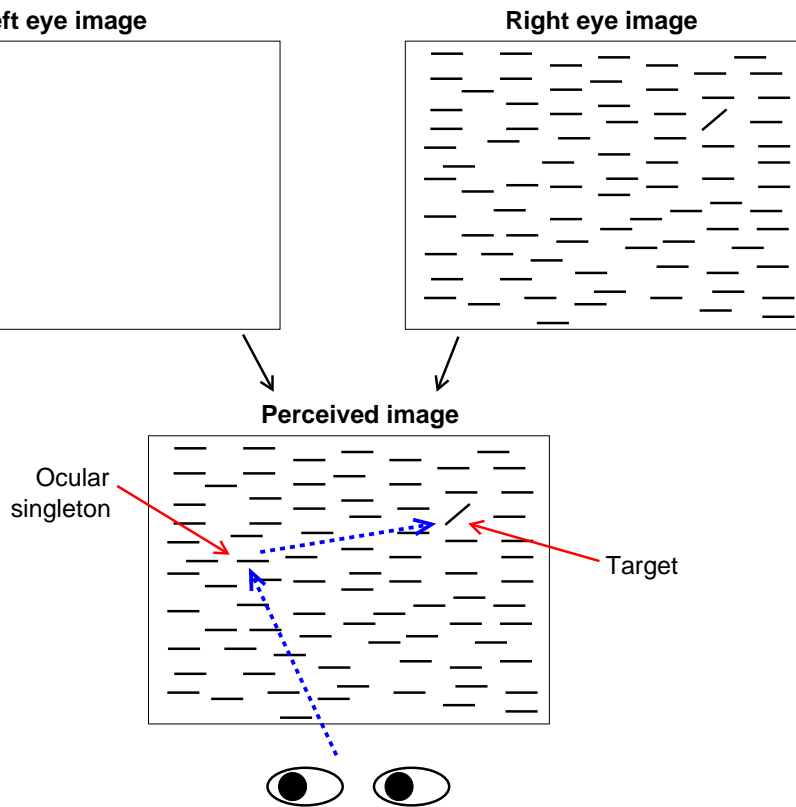 eft eye image
Right eye image
Perceived image
Ocular
singleton
Target